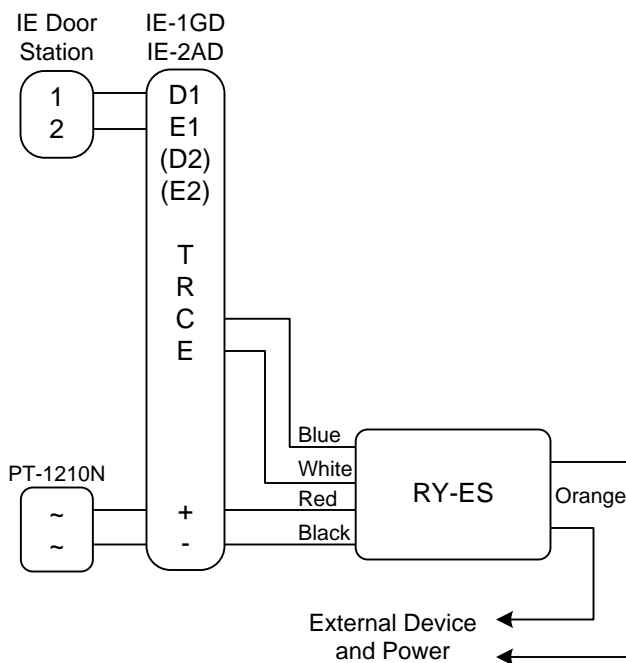 IE Door
Station
IE-1GD
IE-2AD
1
2
D1
E1
(D2)
(E2)
T
R
C
E
Blue
White
Red
Black
PT-1210N
~
~
+
-
RY-ES
Orange
External Device
and Power